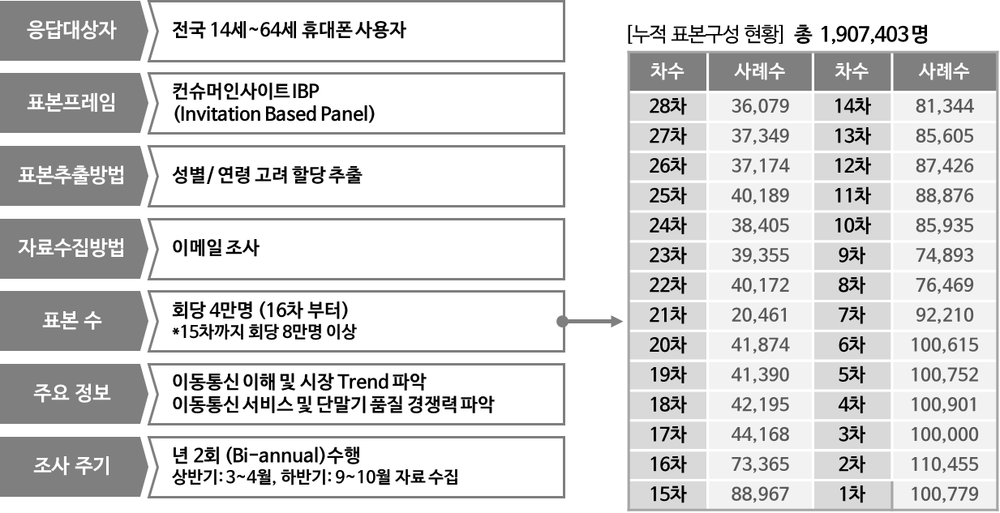 응답대상자
전국 14세~64세 휴대폰 사용자
표본프레임
컨슈머인사이트 IBP
(Invitation Based Panel)
표본추출방법
성별/ 연령 고려 할당 추출
자료수집방법
이메일 조사
표본 수
회당 4만명 (16차 부터)
*15차까지 회당 8만명 이상
주요 정보
이동통신 이해 및 시장 Trend 파악
이동통신 서비스 및 단말기 품질 경쟁력 파악
조사 주기
년 2회 (Bi-annual)수행
상반기: 3~4월, 하반기: 9~10월 자료 수집
[누적 표본구성 현황] 총 1,907,403명
차수 사례수 차수 사례수
28차 36,079 14차 81,344
27차 37,349 13차 85,605
26차 37,174 12차 87,426
25차 40,189 11차 88,876
24차 38,405 10차 85,935
23차 39,355 9차 74,893
22차 40,172 8차 76,469
21차 20,461 7차 92,210
20차 41,874 6차 100,615
19차 41,390 5차 100,752
18차 42,195 4차 100,901
17차 44,168 3차 100,000
16차 73,365 2차 110,455
15차 88,967 1차 100,779